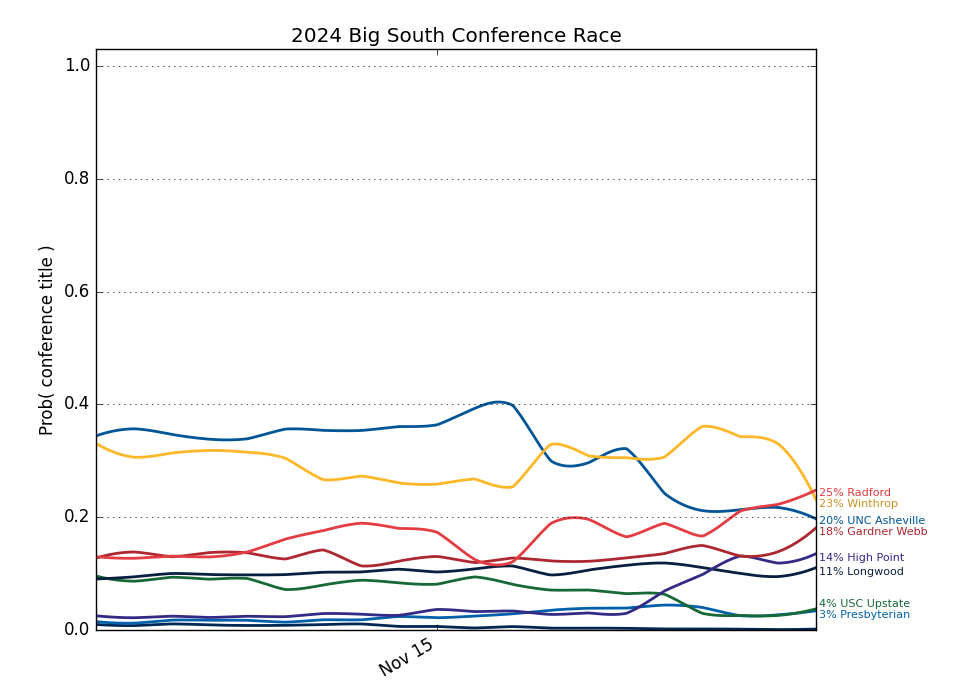 2024 Big South Conference Race
1.0
0.8
0.6
0.4
0.2
0.0
Prob( conference title )
Nov 15
25% Radford
23% Winthrop
20% UNC Asheville
18% Gardner Webb
14% High Point
11% Longwood
4% USC Upstate
3% Presbyterian